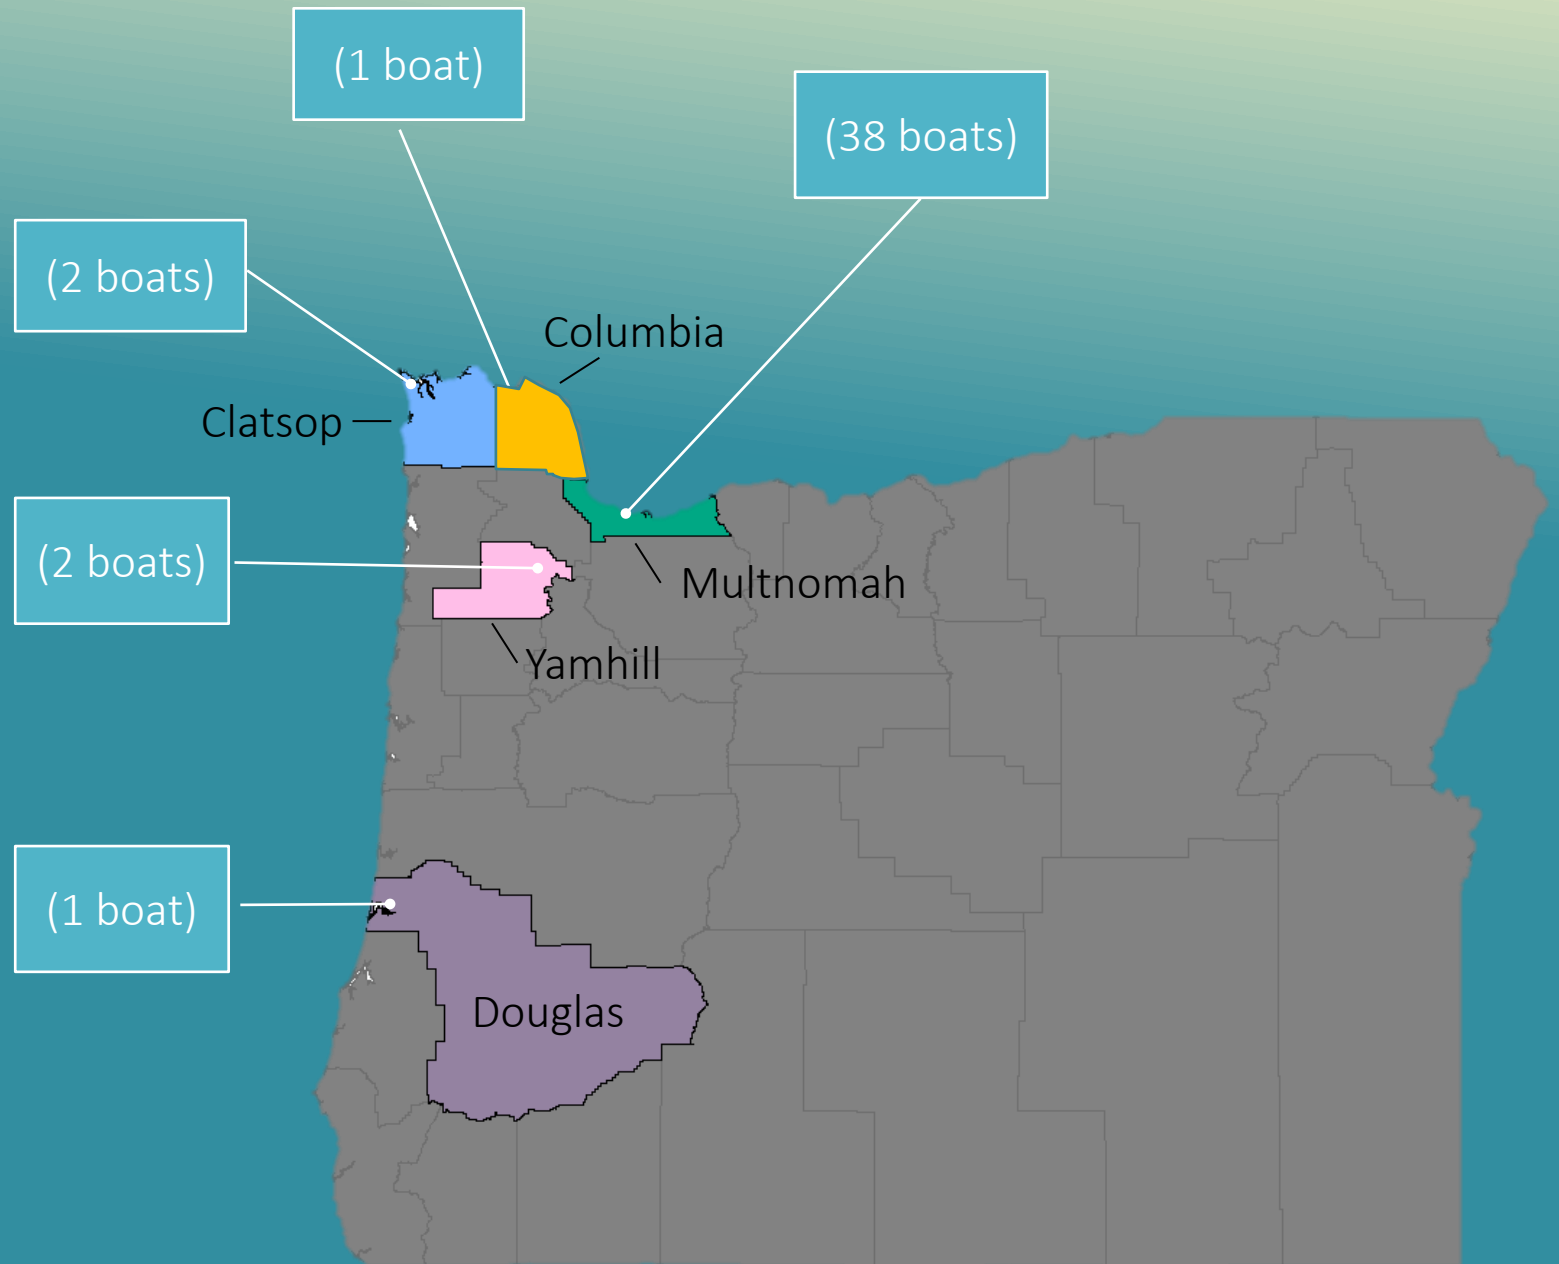 (1 boat)
(38 boats)
(2 boats)
Columbia
Clatsop
(2 boats)
Multnomah
Yamhill
(1 boat)
Douglas